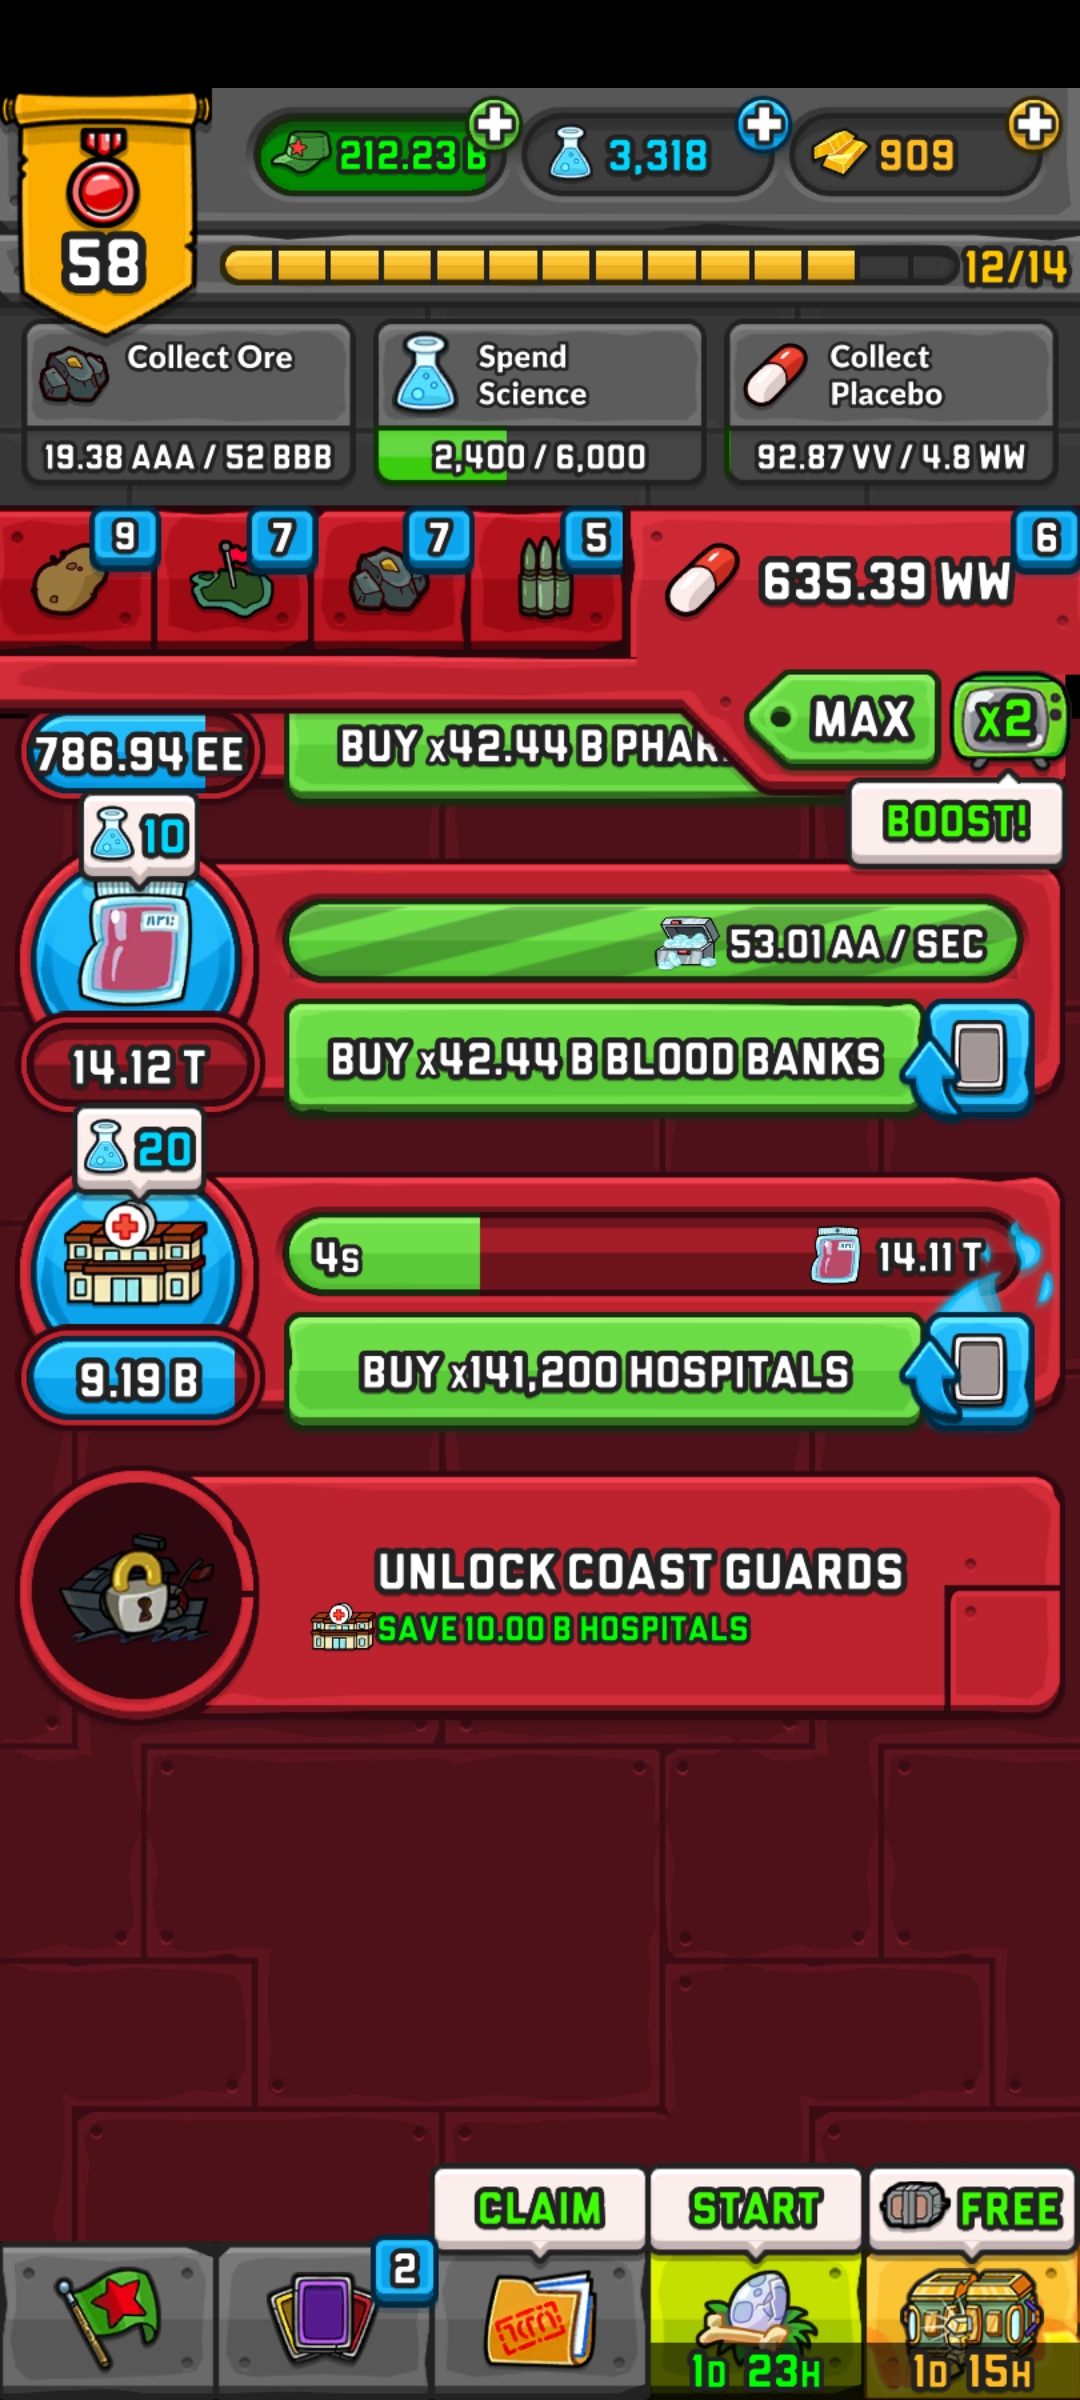 212.23 B
3,318
909
58
12/14
Collect Ore
Spend
Science
Collect
Placebo
19.38 AAA / 52 BBB
2,400 / 6,000
92.87 VV / 4.8 WW
9
7
7
5
6
635.39 WW
MAX
x2
786.94 EE
BUY x42.44 B PHAR
BOOST!
10
53.01 AA / SEC
14.12 T
BUY x42.44 B BLOOD BANKS
20
4s
14.11 T
9.19 B
BUY x141,200 HOSPITALS
UNLOCK COAST GUARDS
SAVE 10.00 B HOSPITALS
CLAIM
START
FREE
2
1D 23H
1D 15H